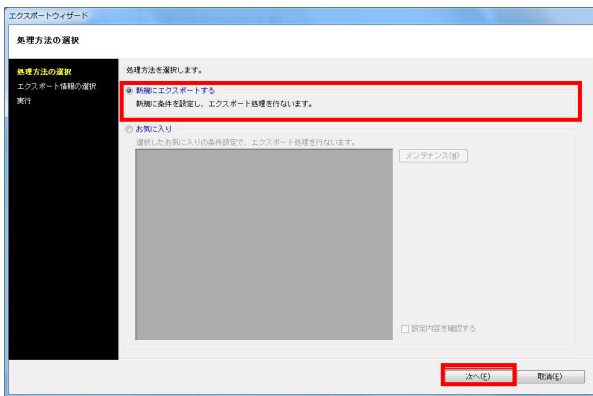 エクスポートウィザード
処理方法の選択
処理方法の選択
エクスポート情報の選択
実行
処理方法を選択します。
新規にエクスポートする
新規に条件を設定し、エクスポート処理を行ないます。
お気に入り
選択したお気に入りの条件設定で、エクスポート処理を行ないます。
メンテナンス(M)
設定内容を確認する
次へ(F)
取消(E)